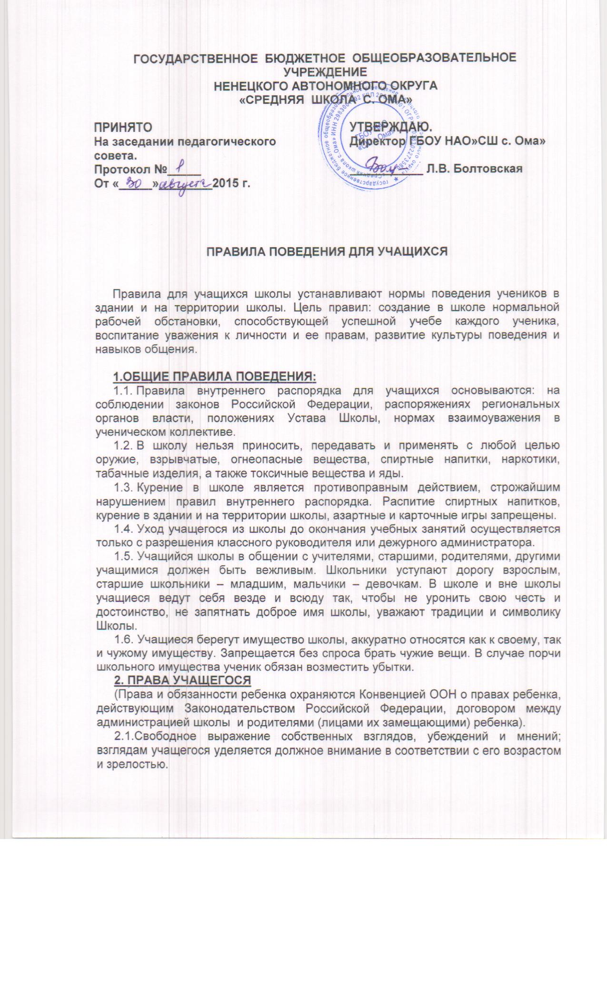 ГОСУДАРСТВЕННОЕ БЮДЖЕТНОЕ ОБЩЕОБРАЗОВАТЕЛЬНОЕ
УЧРЕЖДЕНИЕ
НЕНЕЦКОГО АВТОНОМНОГО ОКРУГА
«СРЕДНЯЯ ШКОЛА С. ОМА»
ПРИНЯТО
На заседании педагогического
совета.
Протокол № 1
От «30» августа 2015 г.
УТВЕРЖДАЮ.
Директор ГБОУ НАО»СШ с. Ома»
Л.В. Болтовская
ГБОУ НАО
«СШ с. Ома»
ПРАВИЛА ПОВЕДЕНИЯ ДЛЯ УЧАЩИХСЯ
Правила для учащихся школы устанавливают нормы поведения учеников в
здании и на территории школы. Цель правил: создание в школе нормальной
рабочей обстановки, способствующей успешной учебе каждого ученика,
воспитание уважения к личности и ее правам, развитие культуры поведения и
навыков общения.
1.ОБЩИЕ ПРАВИЛА ПОВЕДЕНИЯ:
1.1. Правила внутреннего распорядка для учащихся основываются: на
соблюдении законов Российской Федерации, распоряжениях региональных
органов власти, положениях Устава Школы, нормах взаимоуважения в
ученическом коллективе.
1.2. В школу нельзя приносить, передавать и применять с любой целью
оружие, взрывчатые, огнеопасные вещества, спиртные напитки, наркотики,
табачные изделия, а также токсичные вещества и яды.
1.3. Курение в школе является противоправным действием, строжайшим
нарушением правил внутреннего распорядка. Распитие спиртных напитков,
курение в здании и на территории школы, азартные и карточные игры запрещены.
1.4. Уход учащегося из школы до окончания учебных занятий осуществляется
только с разрешения классного руководителя или дежурного администратора.
1.5. Учащийся школы в общении с учителями, старшими, родителями, другими
учащимися должен быть вежливым. Школьники уступают дорогу взрослым,
старшие школьники – младшим, мальчики – девочкам. В школе и вне школы
учащиеся ведут себя везде и всюду так, чтобы не уронить свою честь и
достоинство, не запятнать доброе имя школы, уважают традиции и символику
Школы.
1.6. Учащиеся берегут имущество школы, аккуратно относятся как к своему, так
и чужому имуществу. Запрещается без спроса брать чужие вещи. В случае порчи
школьного имущества ученик обязан возместить убытки.
2. ПРАВА УЧАЩЕГОСЯ
(Права и обязанности ребенка охраняются Конвенцией ООН о правах ребенка,
действующим Законодательством Российской Федерации, договором между
администрацией школы и родителями (лицами их замещающими) ребенка).
2.1.Свободное выражение собственных взглядов, убеждений и мнений;
взглядам учащегося уделяется должное внимание в соответствии с его возрастом
и зрелостью.